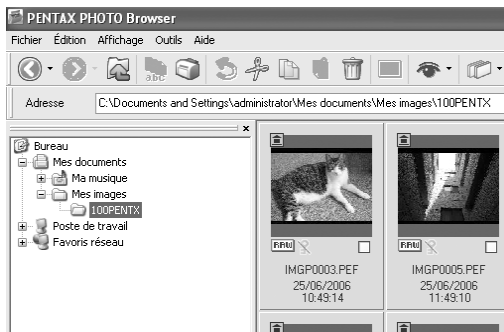 PENTAX PHOTO Browser
Fichier Édition Affichage Outils Aide
abc
Adresse C:\Documents and Settings\administrator\Mes documents\Mes images\100PENTX
x
Bureau
Mes documents
Ma musique
Mes images
100PENTX
Poste de travail
Favoris réseau
RAW
RAW
IMGP0003.PEF
25/06/2006
10:49:14
IMGP0005.PEF
25/06/2006
11:49:10